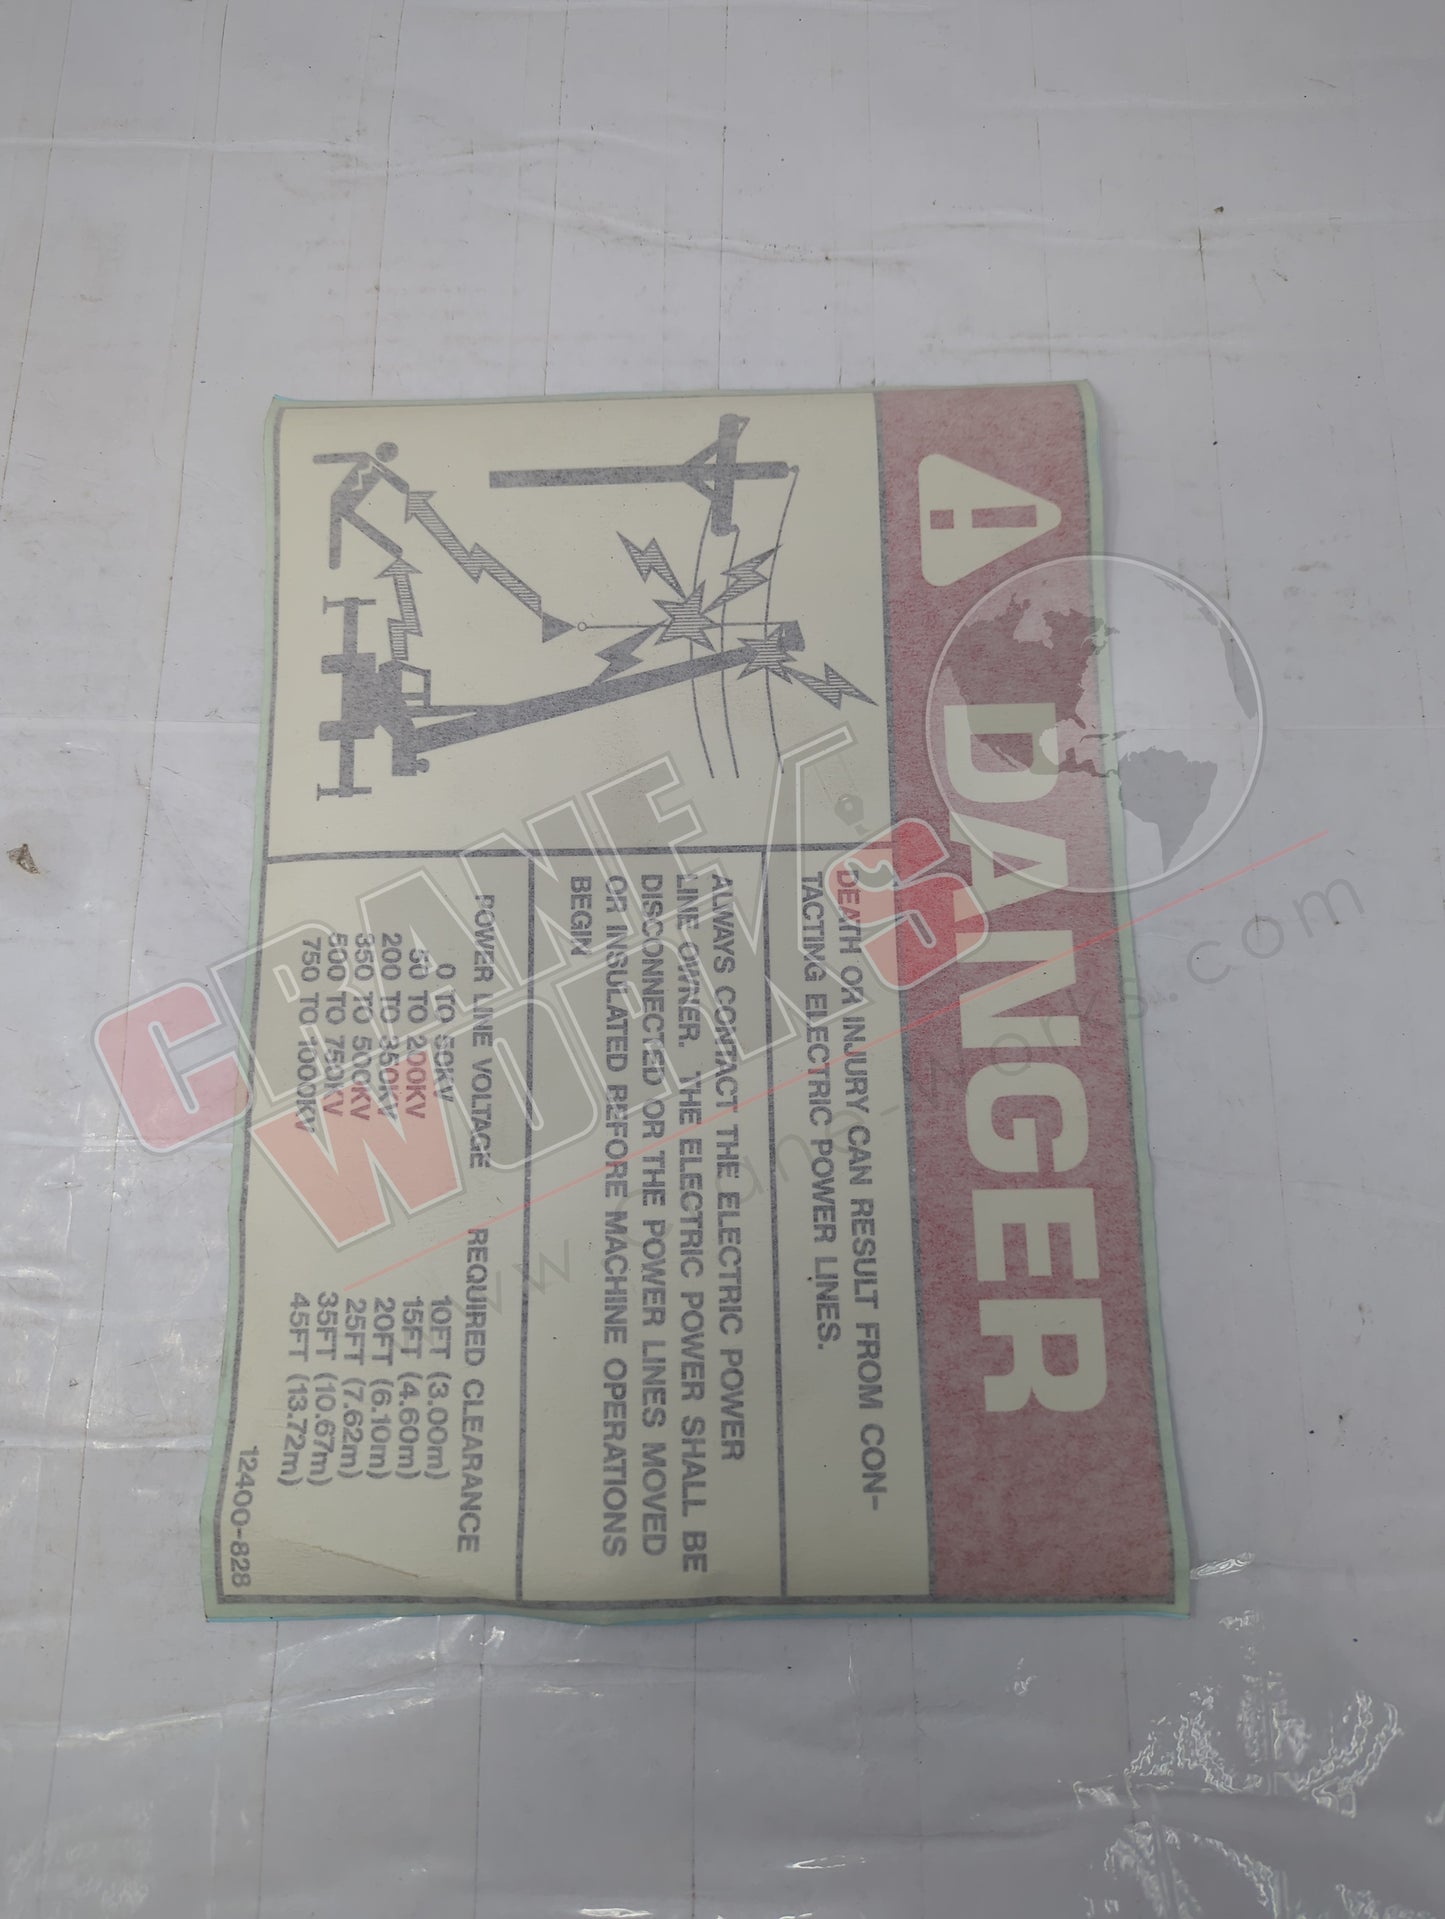 DANGER
DEATH OR INJURY CAN RESULT FROM CON-
TACTING ELECTRIC POWER LINES.
ALWAYS CONTACT THE ELECTRIC POWER
LINE OWNER. THE ELECTRIC POWER SHALL BE
DISCONNECTED OR THE POWER LINES MOVED
OR INSULATED BEFORE MACHINE OPERATIONS
BEGIN
POWER LINE VOLTAGE REQUIRED CLEARANCE
0 TO 50KV 10FT (3.00m)
50 TO 200KV 15FT (4.60m)
200 TO 350KV 20FT (6.10m)
350 TO 500KV 25FT (7.62m)
500 TO 750KV 35FT (10.67m)
750 TO 1000KV 45FT (13.72m)
12400-828
CRANE
WORKS
www.crane-works.com